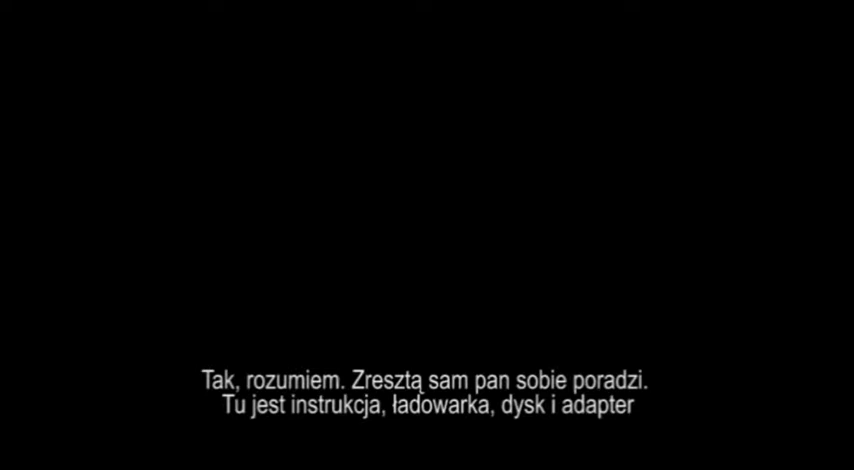 Tak, rozumiem. Zresztą sam pan sobie poradzi.
Tu jest instrukcja, ładowarka, dysk i adapter